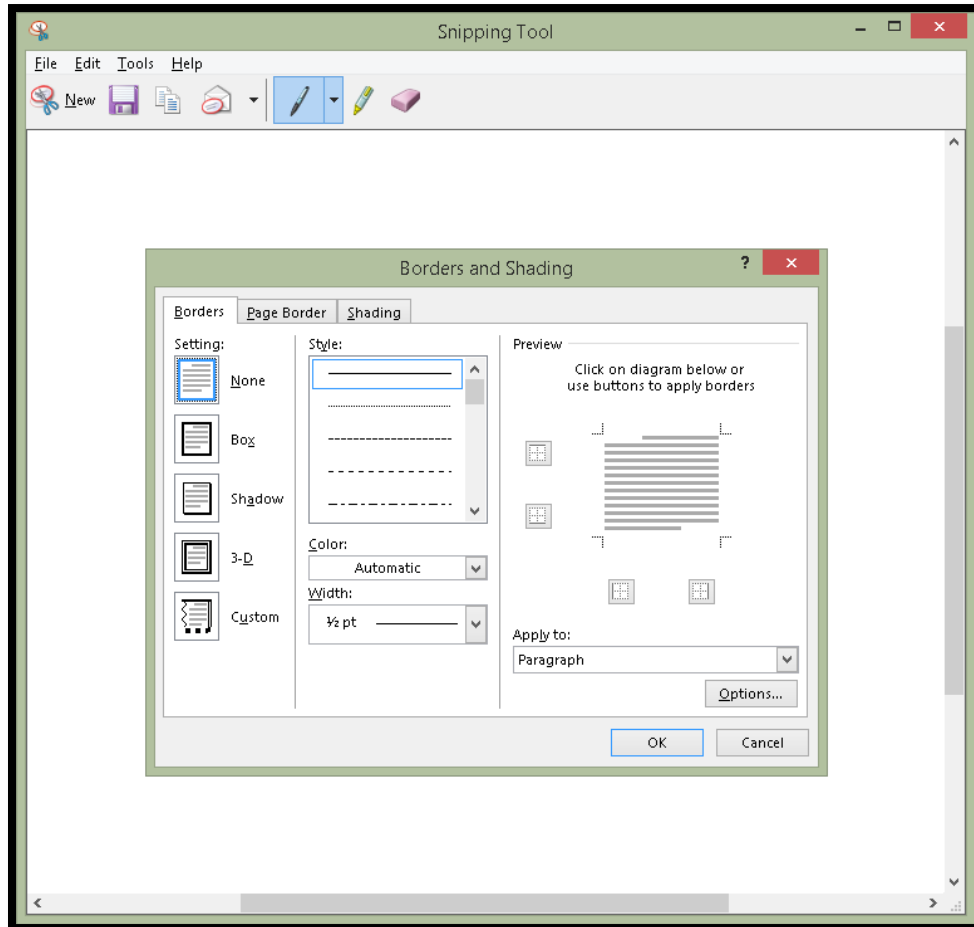 Snipping Tool
File Edit Tools Help
New
Borders and Shading ?
Borders Page Border Shading
Setting:
None
Box
Shadow
3-D
Custom
Style:
Color:
Automatic
Width:
½ pt
Preview
Click on diagram below or
use buttons to apply borders
Apply to:
Paragraph
Options...
OK Cancel